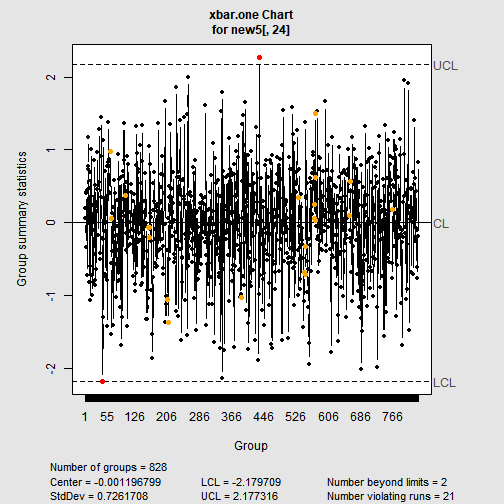 xbar.one Chart
for new5[, 24]
Group summary statistics
2
1
0
-1
-2
UCL
CL
LCL
1 55 126 206 286 366 446 526 606 686 766
Group
Number of groups = 828
Center = -0.001196799 LCL = -2.179709 Number beyond limits = 2
StdDev = 0.7261708 UCL = 2.177316 Number violating runs = 21